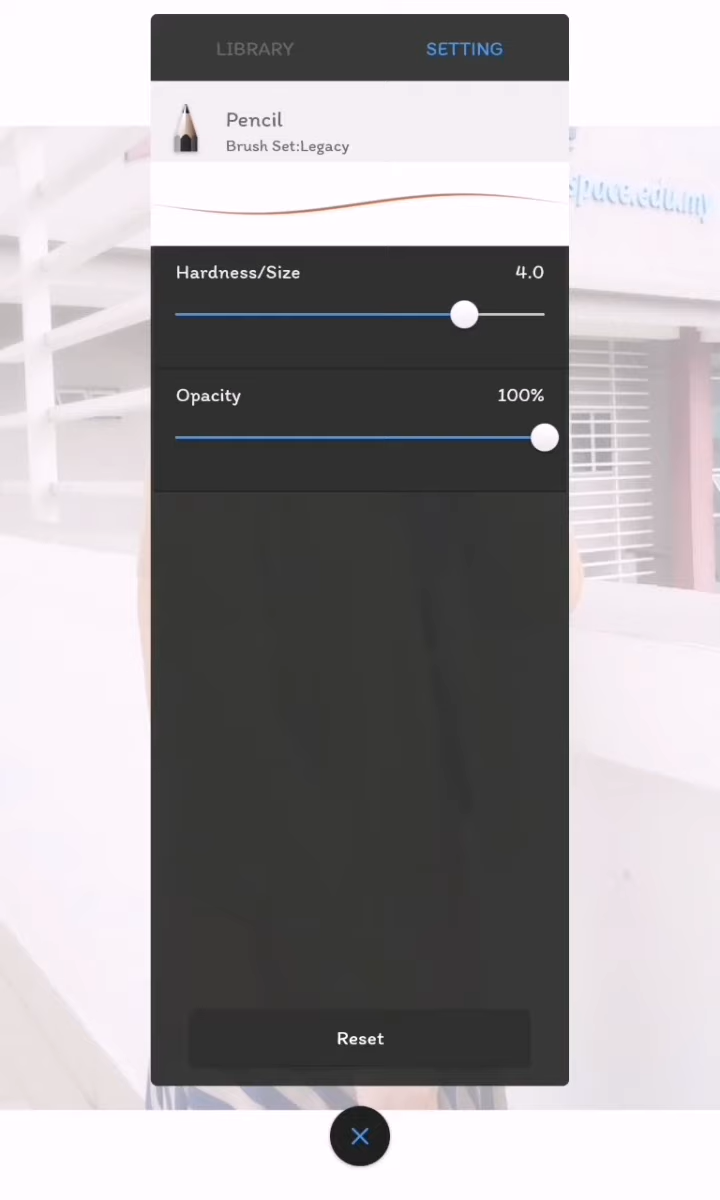 LIBRARY
SETTING
Pencil
Brush Set:Legacy
space.edu.my
Hardness/Size
4.0
Opacity
100%
Reset